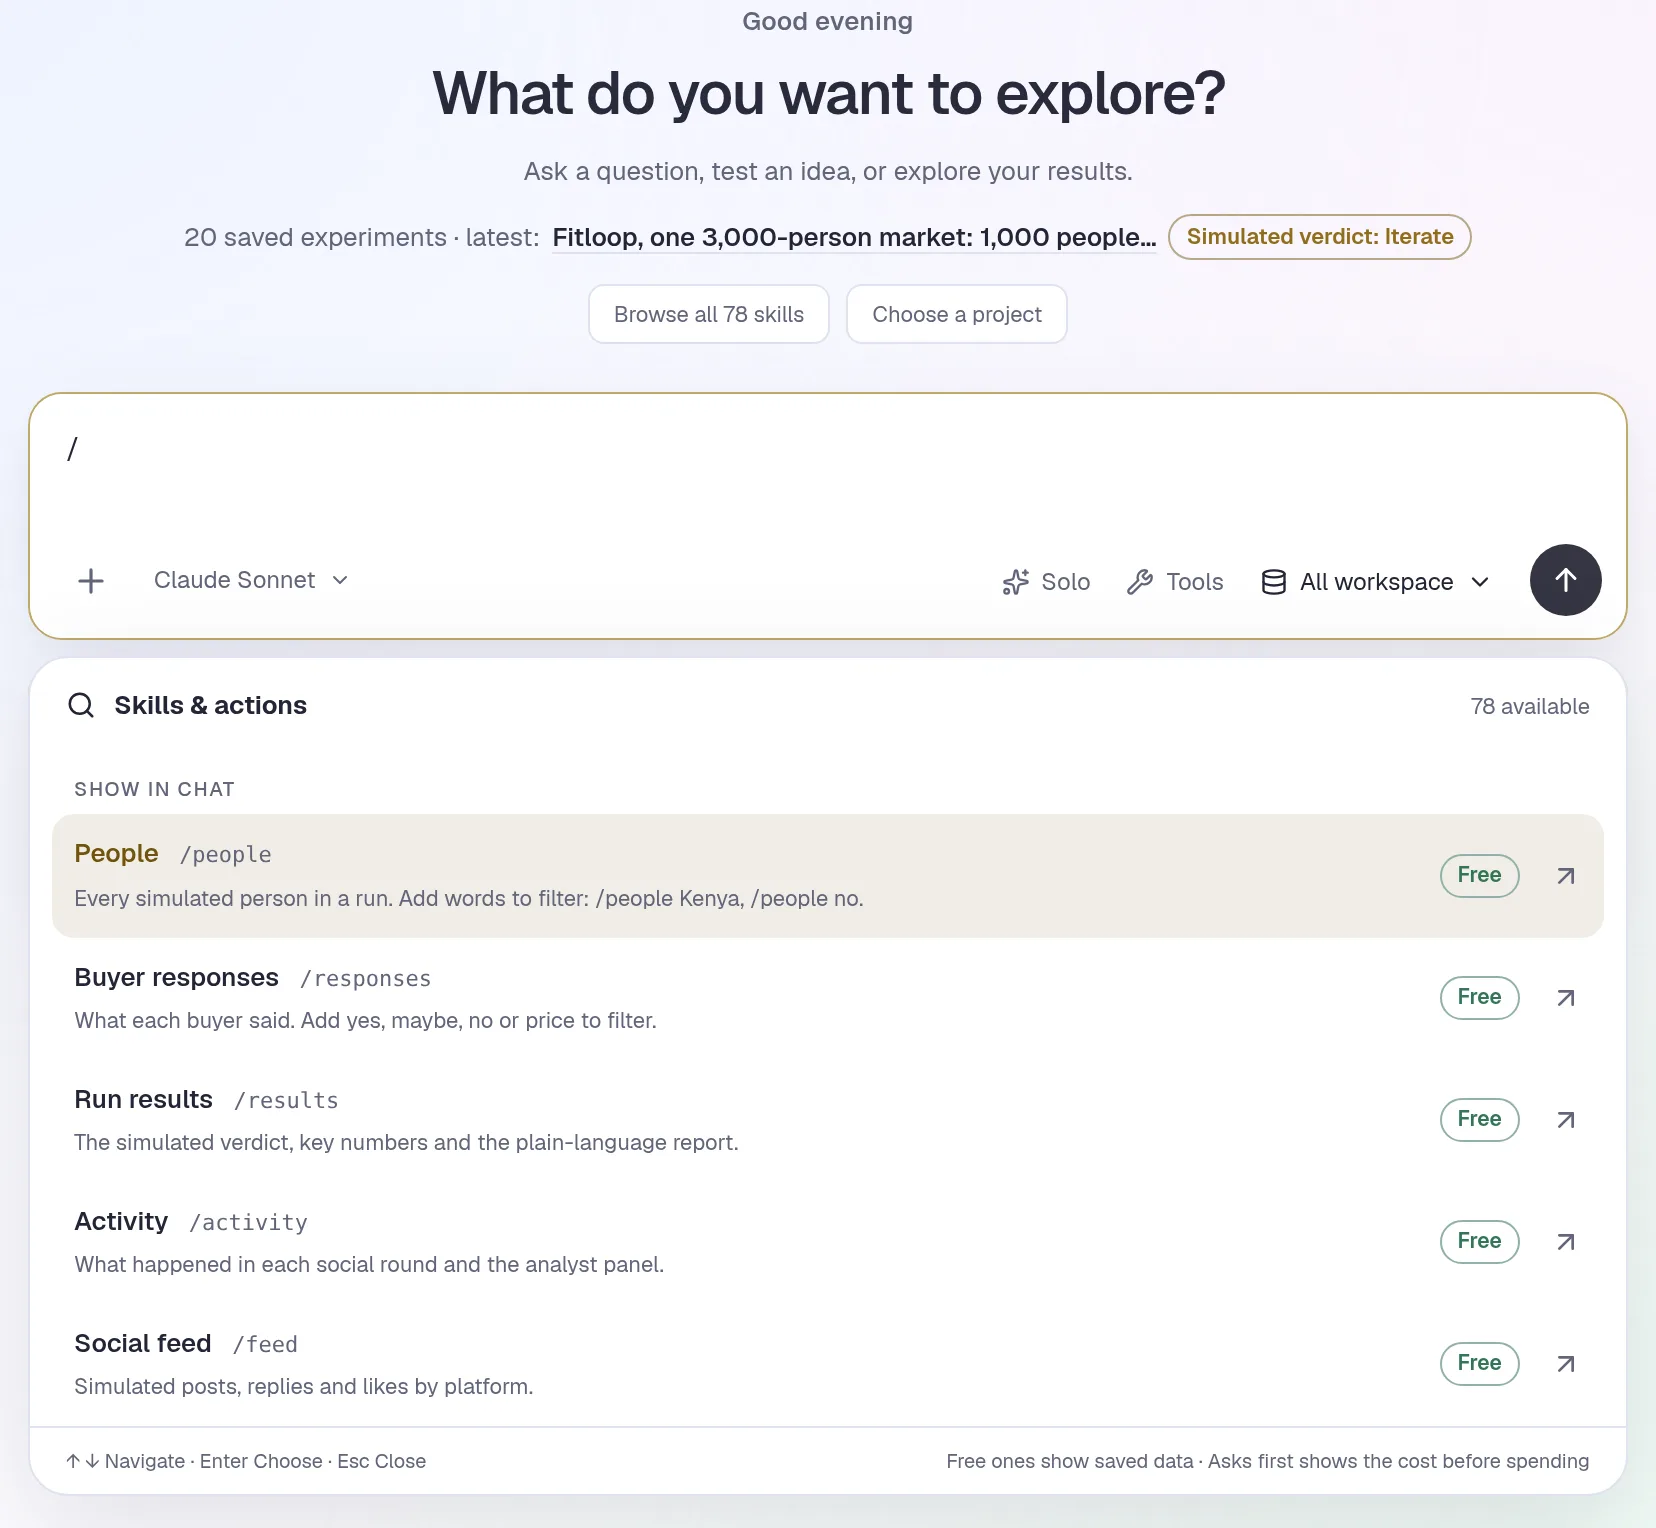 Good evening
What do you want to explore?
Ask a question, test an idea, or explore your results.
20 saved experiments · latest: Fitloop, one 3,000-person market: 1,000 people… Simulated verdict: Iterate
Browse all 78 skills Choose a project
/
Claude Sonnet Solo Tools All workspace
Skills & actions 78 available
SHOW IN CHAT
People /people
Every simulated person in a run. Add words to filter: /people Kenya, /people no.
Free
Buyer responses /responses
What each buyer said. Add yes, maybe, no or price to filter.
Free
Run results /results
The simulated verdict, key numbers and the plain-language report.
Free
Activity /activity
What happened in each social round and the analyst panel.
Free
Social feed /feed
Simulated posts, replies and likes by platform.
Free
↑↓ Navigate · Enter Choose · Esc Close Free ones show saved data · Asks first shows the cost before spending